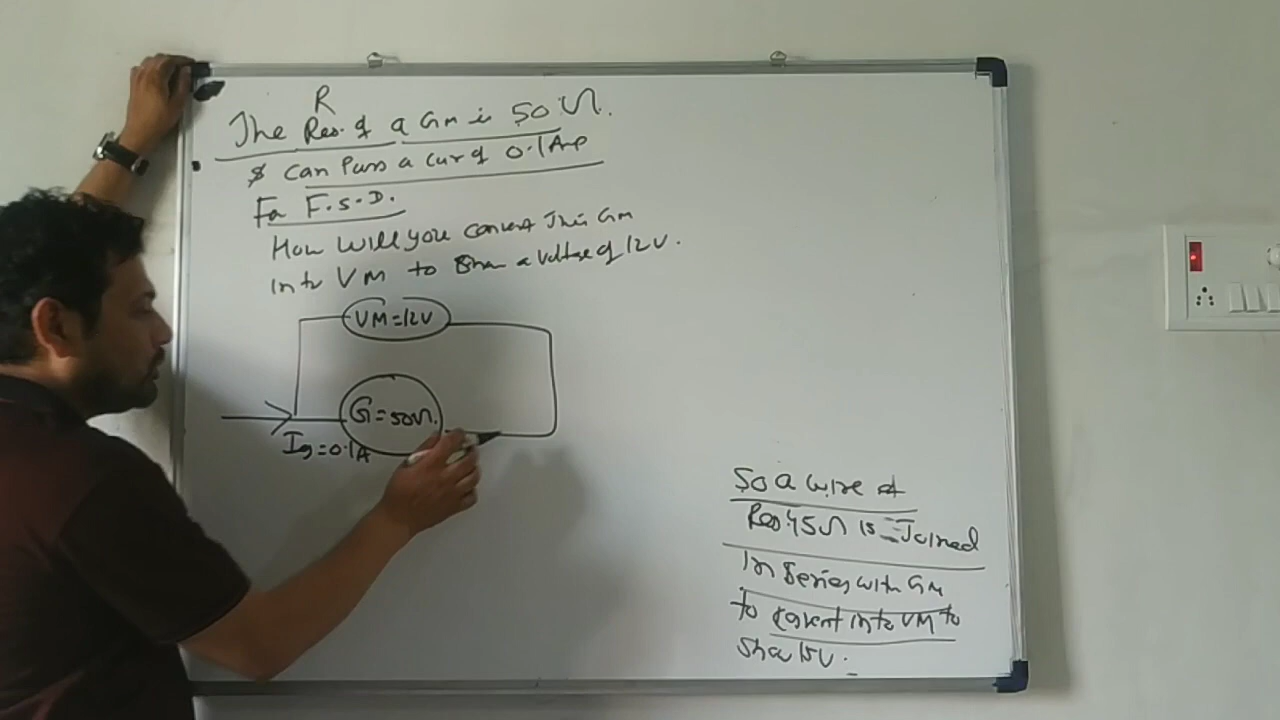 R
The Res. of a Gm is 50Ω.
& can Pass a cur of 0.1Amp
For F.S.D.
How will you convert This Gm
into VM to Show a voltage of 12V.
VM=12V
G=50Ω.
Ig=0.1A
So a wire of
Res 45Ω is = Joined
In Series with Gm
to convert into VM to
Show 15V.